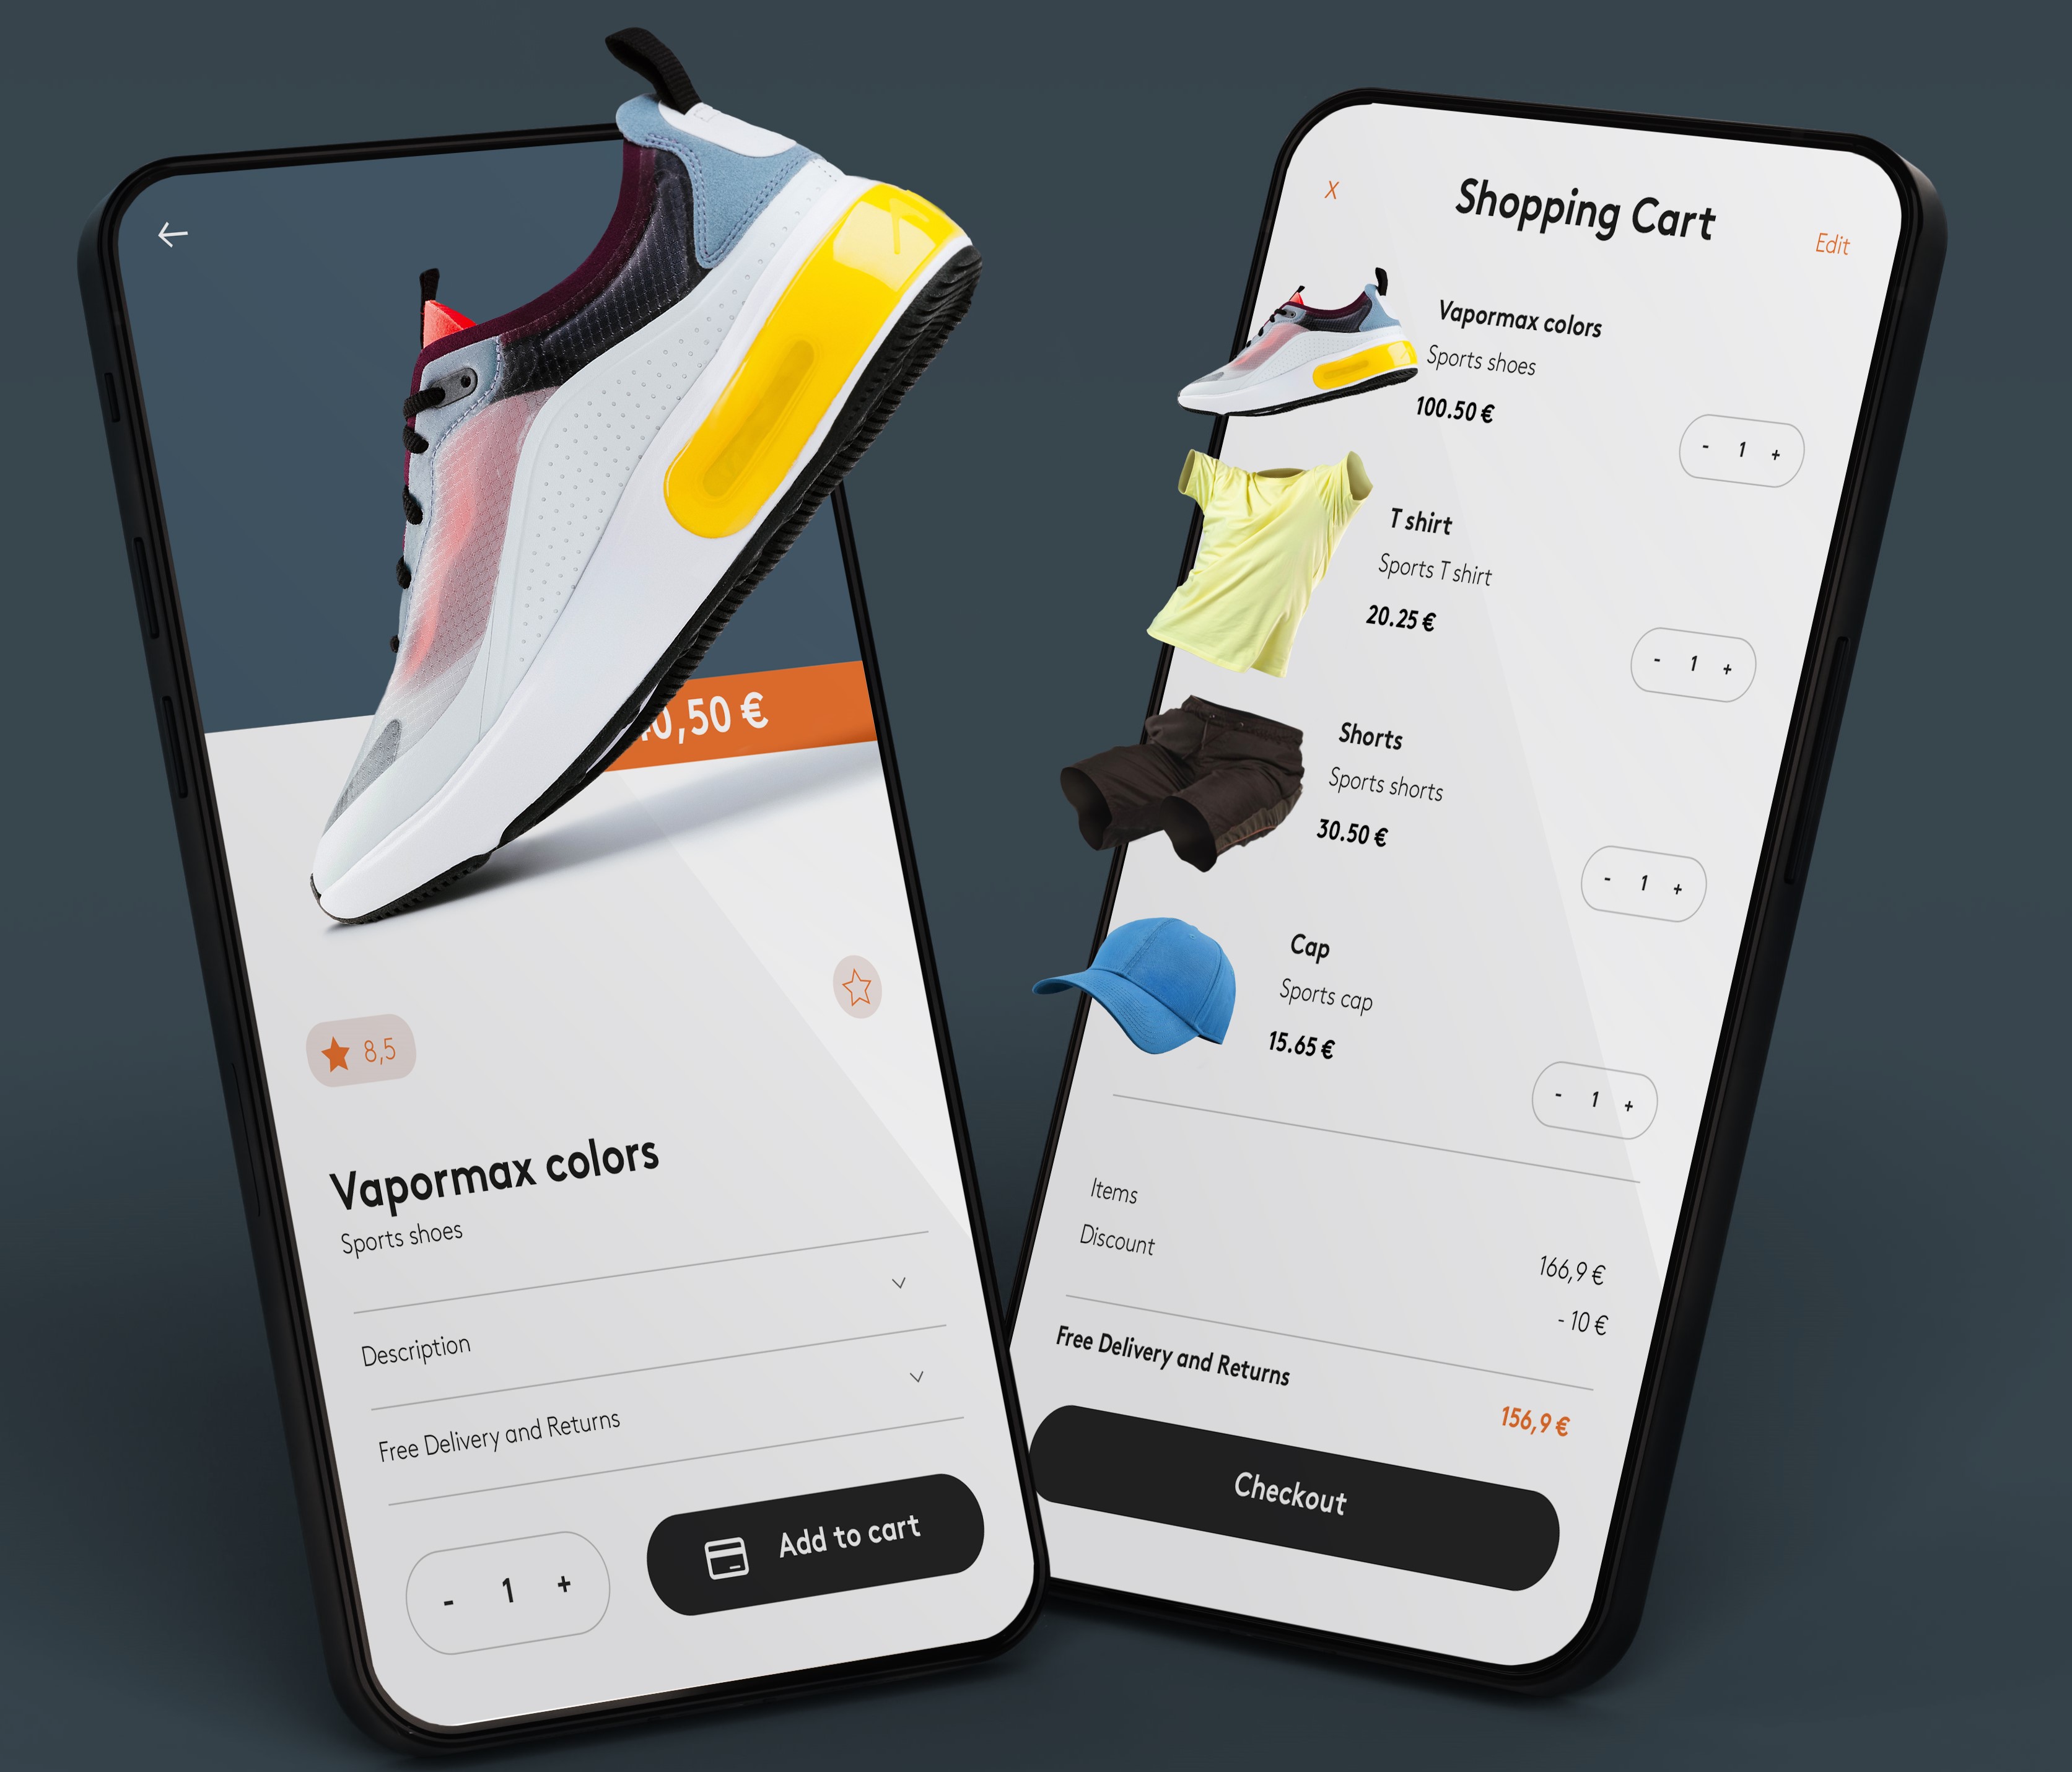 10,50 €
8,5
Vapormax colors
Sports shoes
Description
Free Delivery and Returns
- 1 +
Add to cart
X
Shopping Cart
Edit
Vapormax colors
Sports shoes
100.50 €
- 1 +
T shirt
Sports T shirt
20.25 €
- 1 +
Shorts
Sports shorts
30.50 €
- 1 +
Cap
Sports cap
15.65 €
- 1 +
Items
166,9 €
Discount
- 10 €
Free Delivery and Returns
156,9 €
Checkout